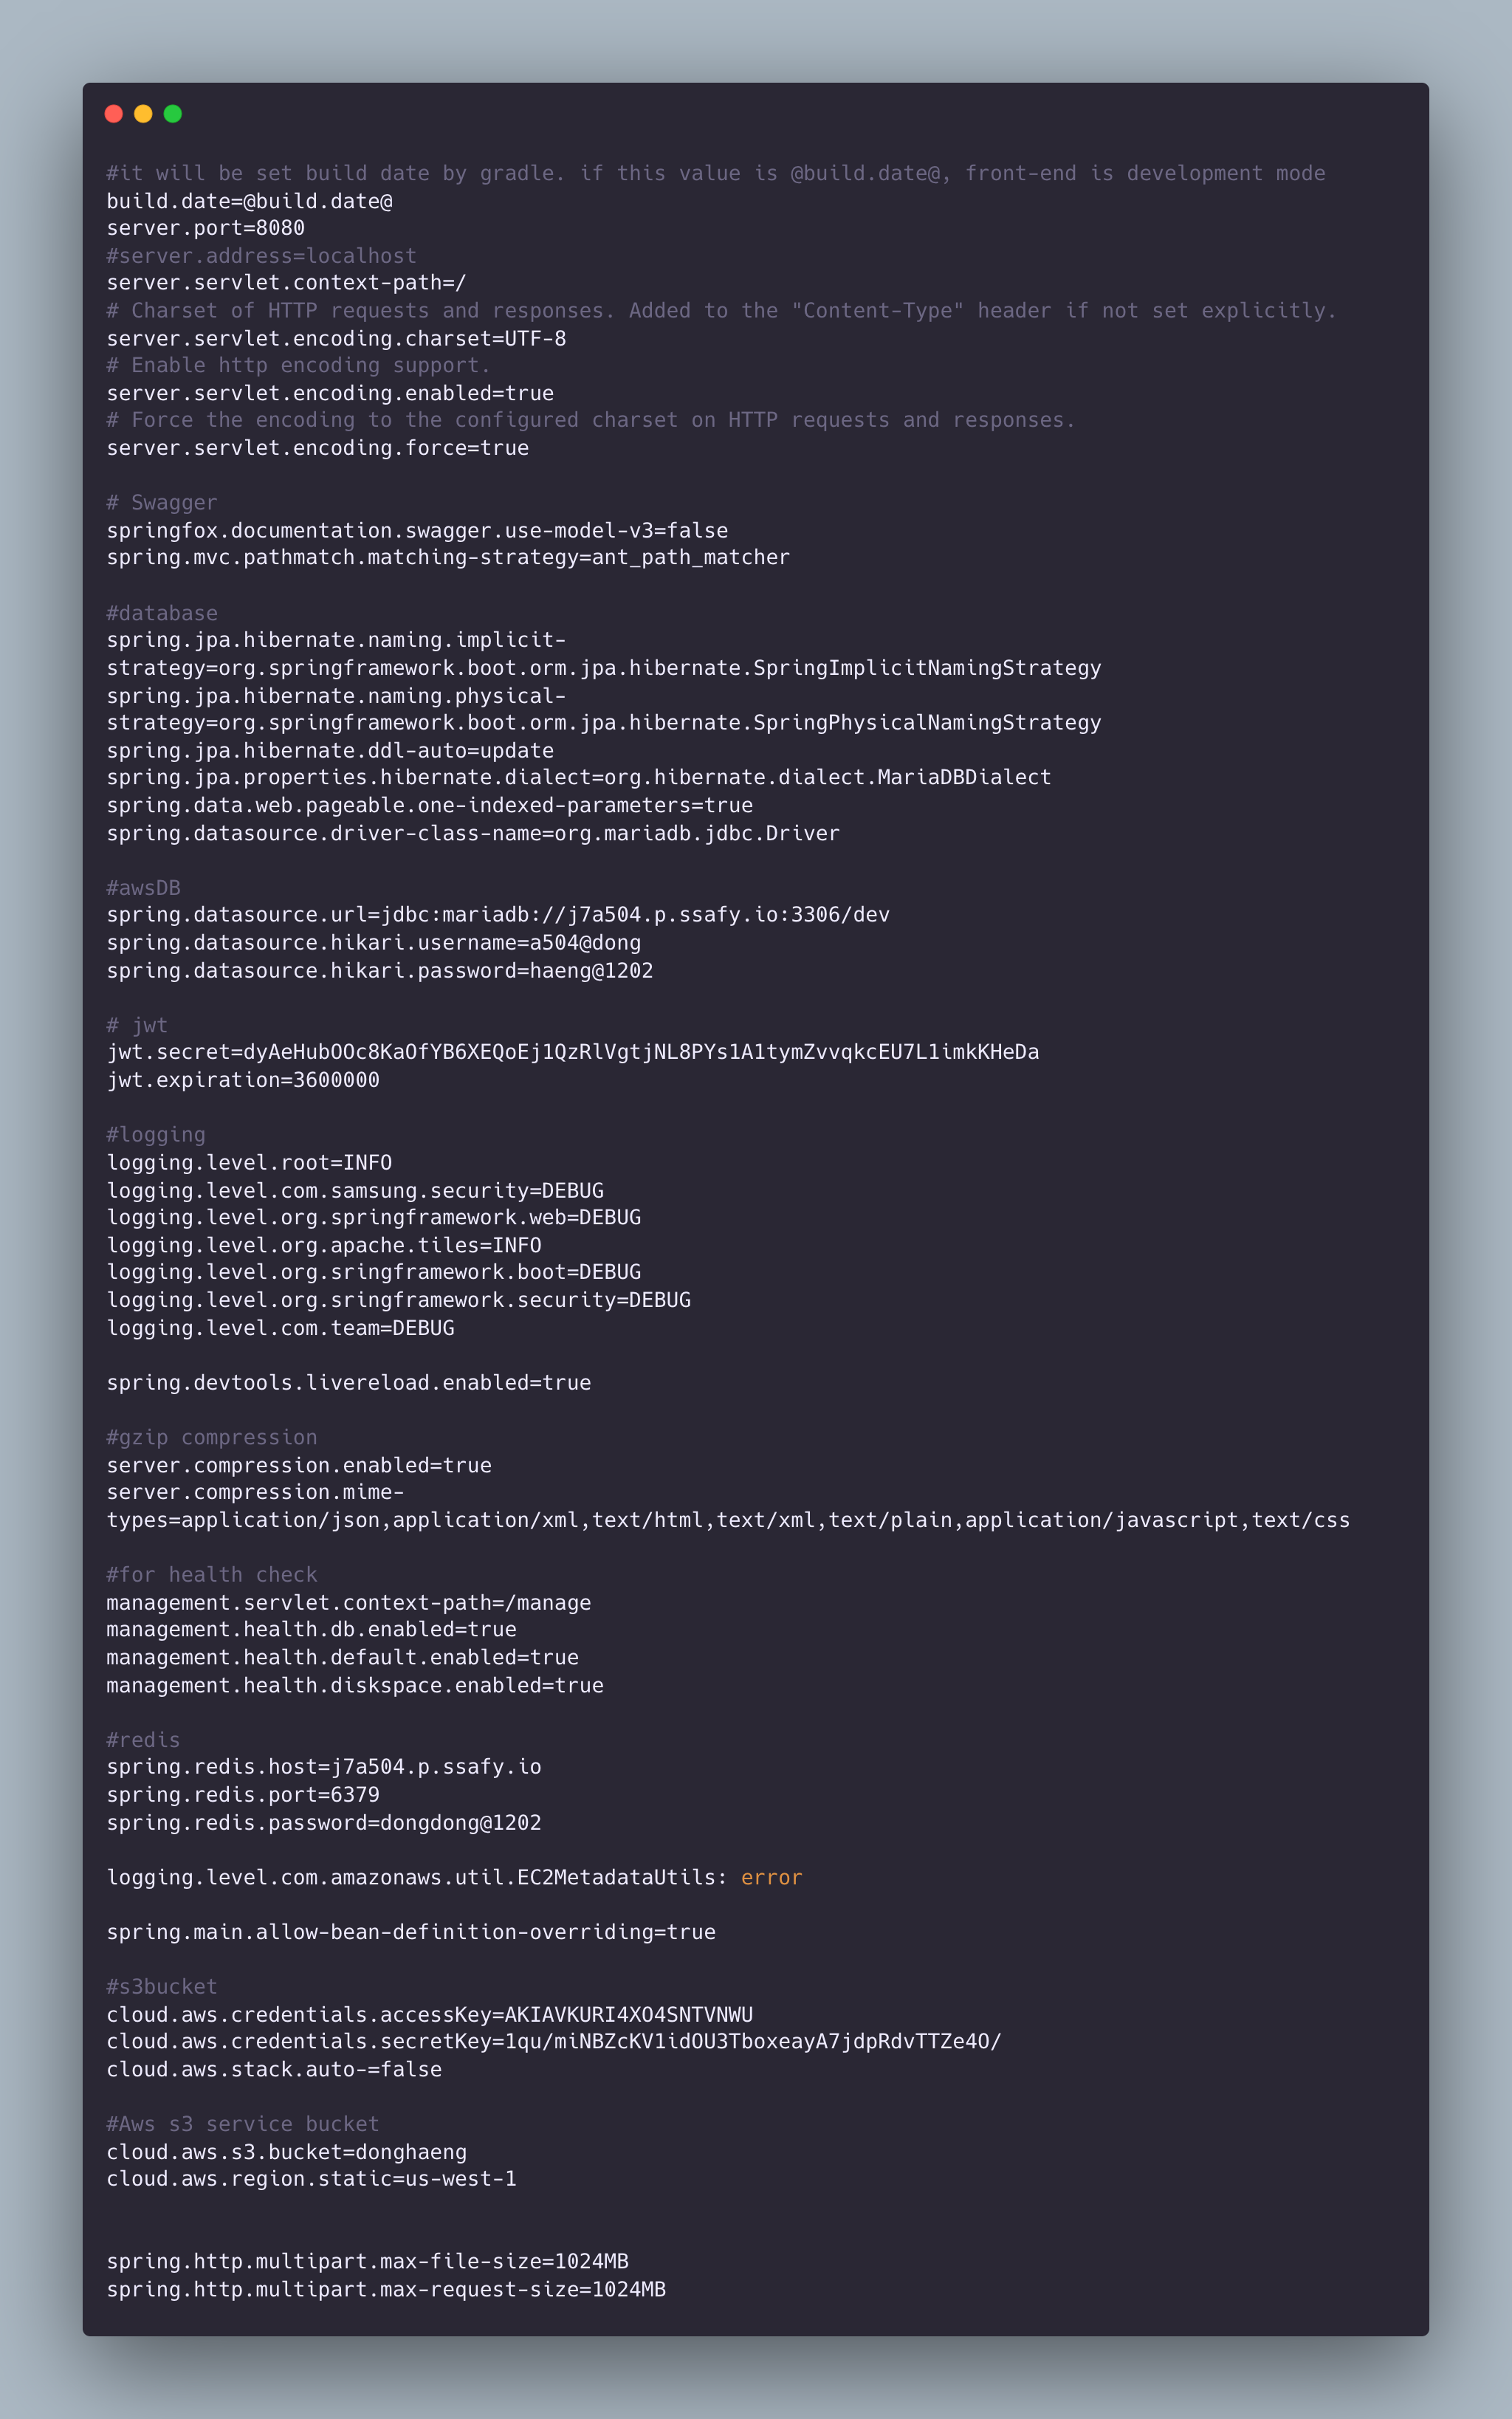 #it will be set build date by gradle. if this value is @build.date@, front-end is development mode
build.date=@build.date@
server.port=8080
#server.address=localhost
server.servlet.context-path=/
# Charset of HTTP requests and responses. Added to the "Content-Type" header if not set explicitly.
server.servlet.encoding.charset=UTF-8
# Enable http encoding support.
server.servlet.encoding.enabled=true
# Force the encoding to the configured charset on HTTP requests and responses.
server.servlet.encoding.force=true
# Swagger
springfox.documentation.swagger.use-model-v3=false
spring.mvc.pathmatch.matching-strategy=ant_path_matcher
#database
spring.jpa.hibernate.naming.implicit-
strategy=org.springframework.boot.orm.jpa.hibernate.SpringImplicitNamingStrategy
spring.jpa.hibernate.naming.physical-
strategy=org.springframework.boot.orm.jpa.hibernate.SpringPhysicalNamingStrategy
spring.jpa.hibernate.ddl-auto=update
spring.jpa.properties.hibernate.dialect=org.hibernate.dialect.MariaDBDialect
spring.data.web.pageable.one-indexed-parameters=true
spring.datasource.driver-class-name=org.mariadb.jdbc.Driver
#awsDB
spring.datasource.url=jdbc:mariadb://j7a504.p.ssafy.io:3306/dev
spring.datasource.hikari.username=a504@dong
spring.datasource.hikari.password=haeng@1202
# jwt
jwt.secret=dyAeHubOOc8KaOfYB6XEQoEj1QzRlVgtjNL8PYs1A1tymZvvqkcEU7L1imkKHeDa
jwt.expiration=3600000
#logging
logging.level.root=INFO
logging.level.com.samsung.security=DEBUG
logging.level.org.springframework.web=DEBUG
logging.level.org.apache.tiles=INFO
logging.level.org.sringframework.boot=DEBUG
logging.level.org.sringframework.security=DEBUG
logging.level.com.team=DEBUG
spring.devtools.livereload.enabled=true
#gzip compression
server.compression.enabled=true
server.compression.mime-
types=application/json,application/xml,text/html,text/xml,text/plain,application/javascript,text/css
#for health check
management.servlet.context-path=/manage
management.health.db.enabled=true
management.health.default.enabled=true
management.health.diskspace.enabled=true
#redis
spring.redis.host=j7a504.p.ssafy.io
spring.redis.port=6379
spring.redis.password=dongdong@1202
logging.level.com.amazonaws.util.EC2MetadataUtils: error
spring.main.allow-bean-definition-overriding=true
#s3bucket
cloud.aws.credentials.accessKey=AKIAVKURI4XO4SNTVNWU
cloud.aws.credentials.secretKey=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
cloud.aws.stack.auto-=false
#Aws s3 service bucket
cloud.aws.s3.bucket=donghaeng
cloud.aws.region.static=us-west-1
spring.http.multipart.max-file-size=1024MB
spring.http.multipart.max-request-size=1024MB